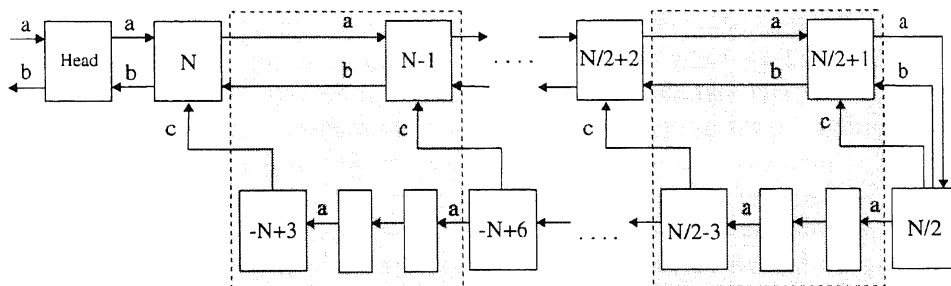 a a a a a
Head N N-1 . . . . N/2+2 N/2+1
b b b b b
c c c c
a a a a
-N+3 -N+6 . . . . N/2-3 N/2